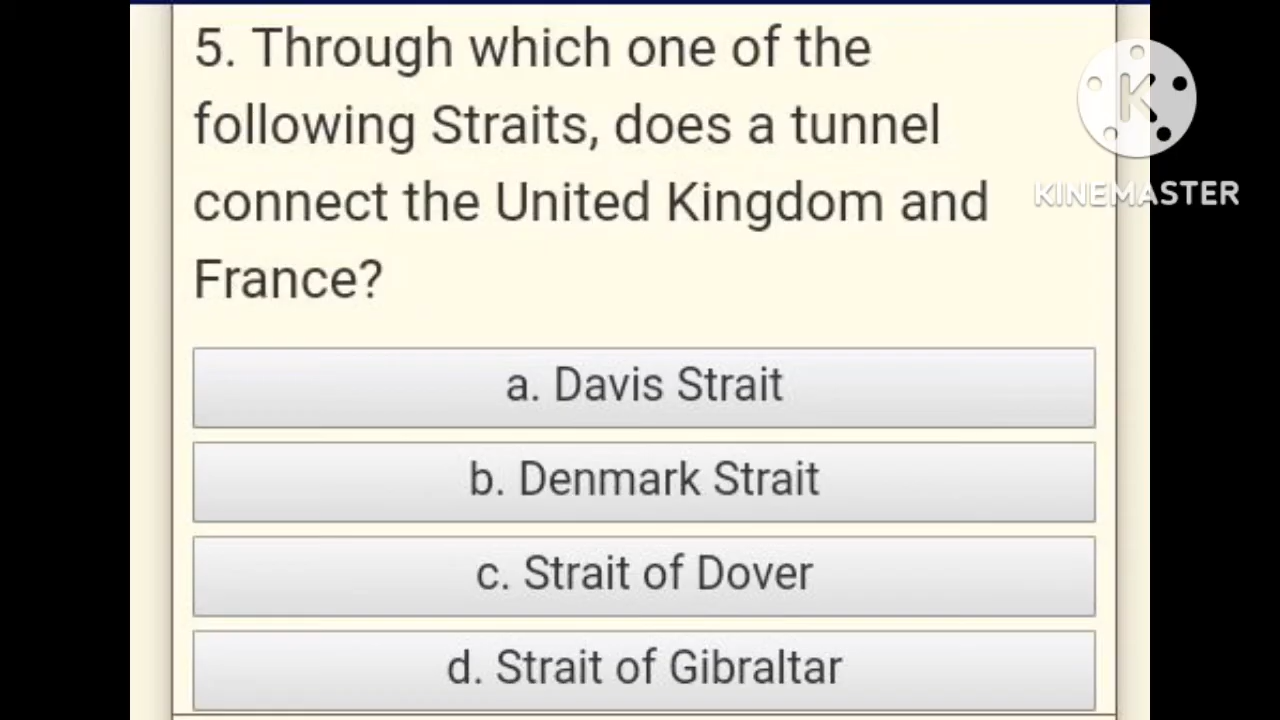 5. Through which one of the
following Straits, does a tunnel
connect the United Kingdom and
France?
K
KINEMASTER
a. Davis Strait
b. Denmark Strait
c. Strait of Dover
d. Strait of Gibraltar